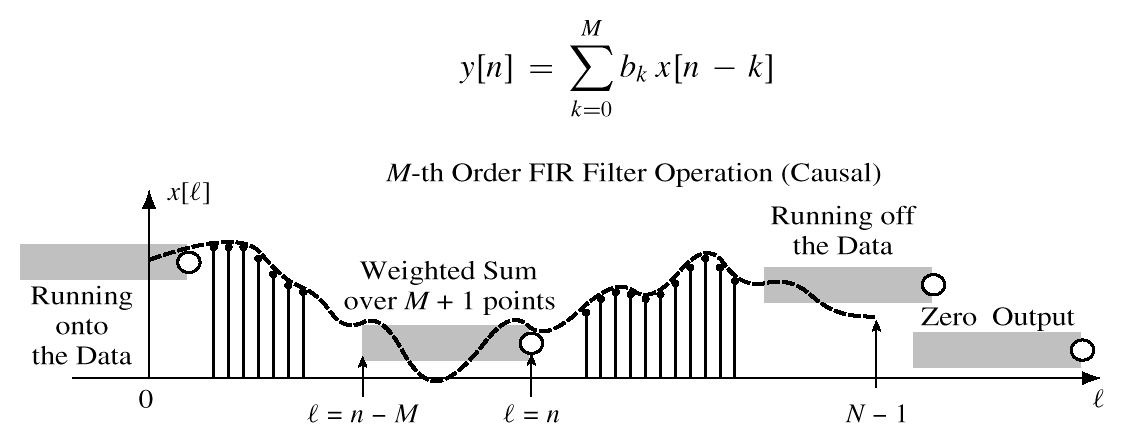 M
y[n] = ∑ b_k x[n − k]
k=0
M-th Order FIR Filter Operation (Causal)
x[ℓ]
Running off
the Data
Weighted Sum
over M + 1 points
Running
onto
the Data
Zero Output
0
ℓ = n − M
ℓ = n
N − 1
ℓ